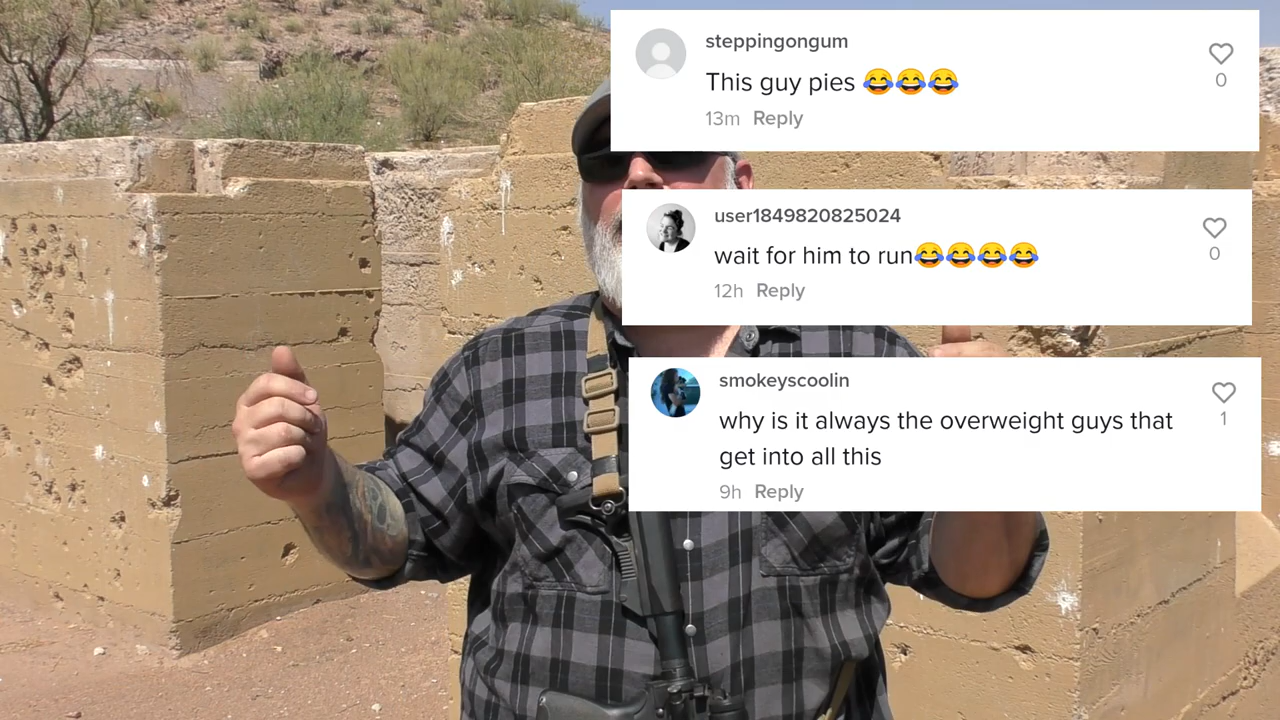 steppingongum
This guy pies 😂😂😂
0
13m Reply
user1849820825024
wait for him to run😂😂😂😂
0
12h Reply
smokeyscoolin
why is it always the overweight guys that
1
get into all this
9h Reply